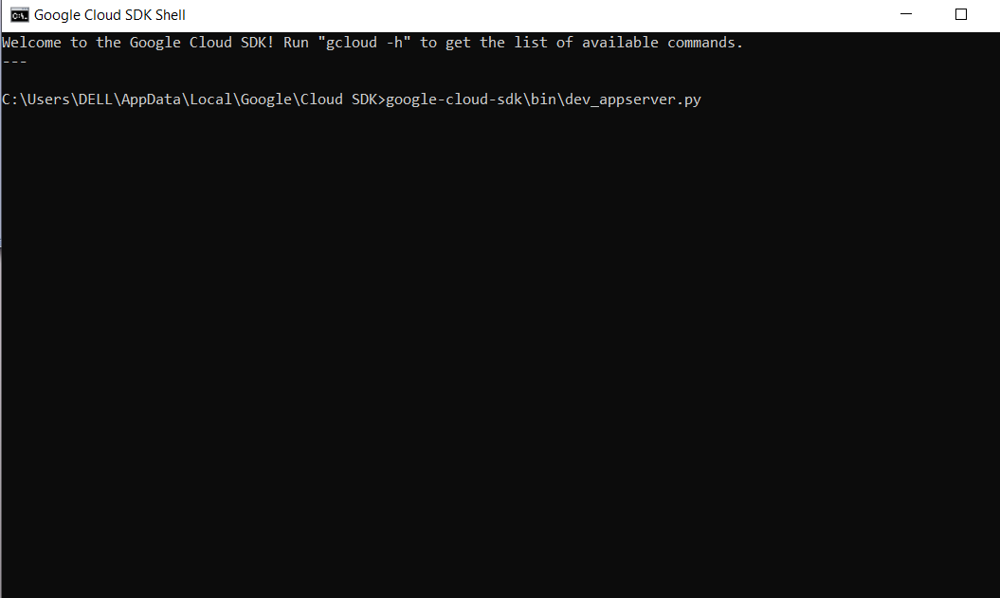 Google Cloud SDK Shell
Welcome to the Google Cloud SDK! Run "gcloud -h" to get the list of available commands.
---
C:\Users\DELL\AppData\Local\Google\Cloud SDK>google-cloud-sdk\bin\dev_appserver.py